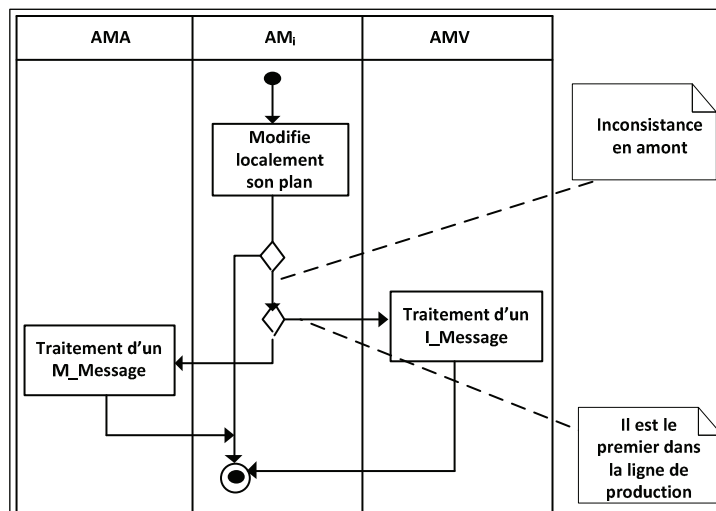 AMA
AMi
AMV
Modifie
localement
son plan
Inconsistance
en amont
Traitement d’un
I_Message
Traitement d’un
M_Message
Il est le
premier dans
la ligne de
production